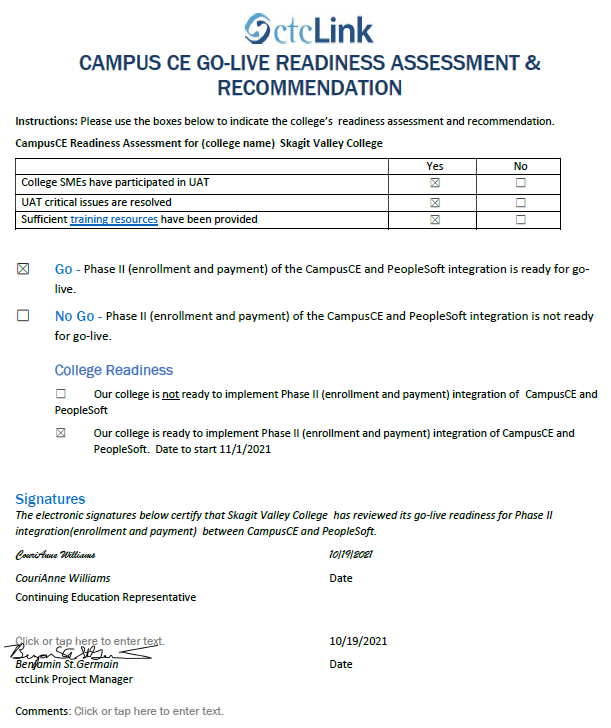 ctcLink
CAMPUS CE GO-LIVE READINESS ASSESSMENT &
RECOMMENDATION
Instructions: Please use the boxes below to indicate the college's readiness assessment and recommendation.
CampusCE Readiness Assessment for (college name) Skagit Valley College
Yes No
College SMEs have participated in UAT ☒ ☐
UAT critical issues are resolved ☒ ☐
Sufficient training resources have been provided ☒ ☐
☒ Go - Phase II (enrollment and payment) of the CampusCE and PeopleSoft integration is ready for go-
live.
☐ No Go - Phase II (enrollment and payment) of the CampusCE and PeopleSoft integration is not ready
for go-live.
College Readiness
☐ Our college is not ready to implement Phase II (enrollment and payment) integration of CampusCE and
PeopleSoft
☒ Our college is ready to implement Phase II (enrollment and payment) integration of CampusCE and
PeopleSoft. Date to start 11/1/2021
Signatures
The electronic signatures below certify that Skagit Valley College has reviewed its go-live readiness for Phase II
integration(enrollment and payment) between CampusCE and PeopleSoft.
CouriAnne Williams 10/19/2021
CouriAnne Williams Date
Continuing Education Representative
Click or tap here to enter text. 10/19/2021
Benjamin St.Germain Date
ctcLink Project Manager
Comments: Click or tap here to enter text.